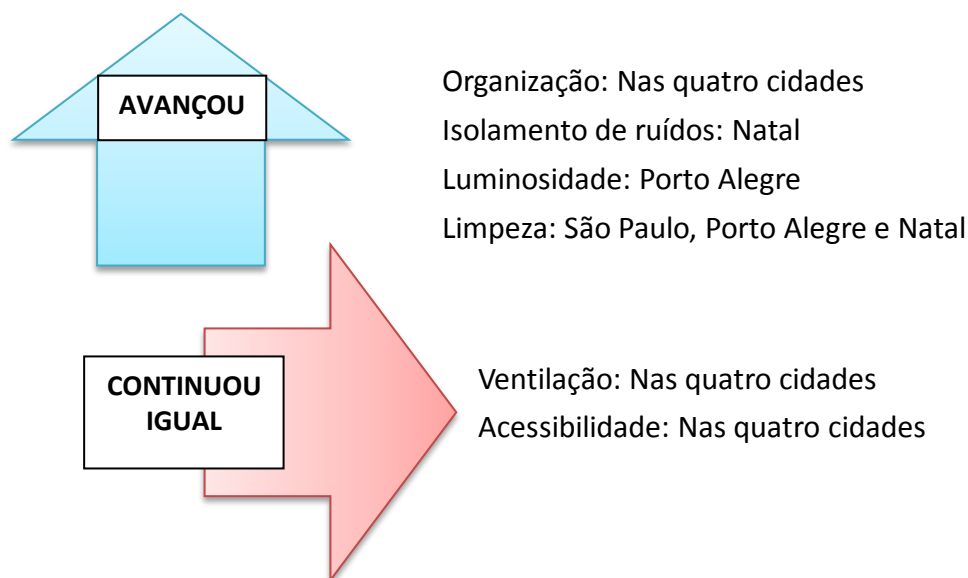 AVANÇOU
Organização: Nas quatro cidades
Isolamento de ruídos: Natal
Luminosidade: Porto Alegre
Limpeza: São Paulo, Porto Alegre e Natal
CONTINUOU
IGUAL
Ventilação: Nas quatro cidades
Acessibilidade: Nas quatro cidades